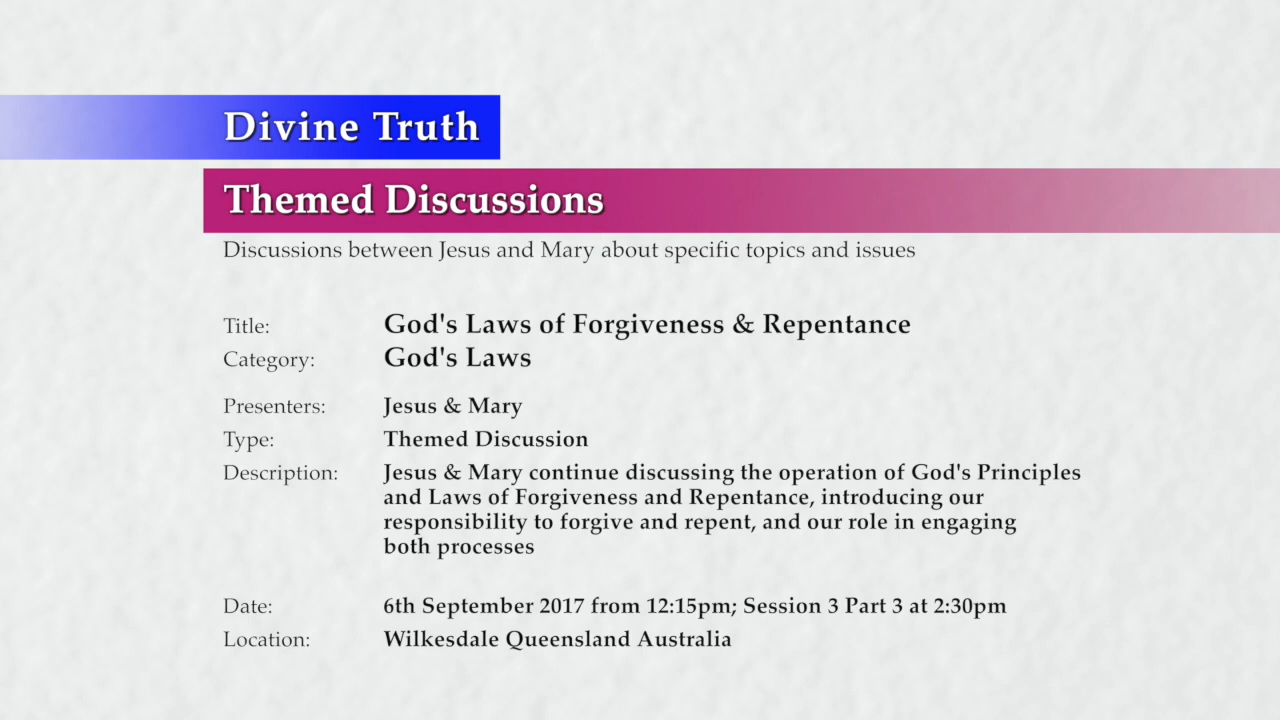 Divine Truth
Themed Discussions
Discussions between Jesus and Mary about specific topics and issues
Title: God's Laws of Forgiveness & Repentance
Category: God's Laws
Presenters: Jesus & Mary
Type: Themed Discussion
Description: Jesus & Mary continue discussing the operation of God's Principles
and Laws of Forgiveness and Repentance, introducing our
responsibility to forgive and repent, and our role in engaging
both processes
Date: 6th September 2017 from 12:15pm; Session 3 Part 3 at 2:30pm
Location: Wilkesdale Queensland Australia